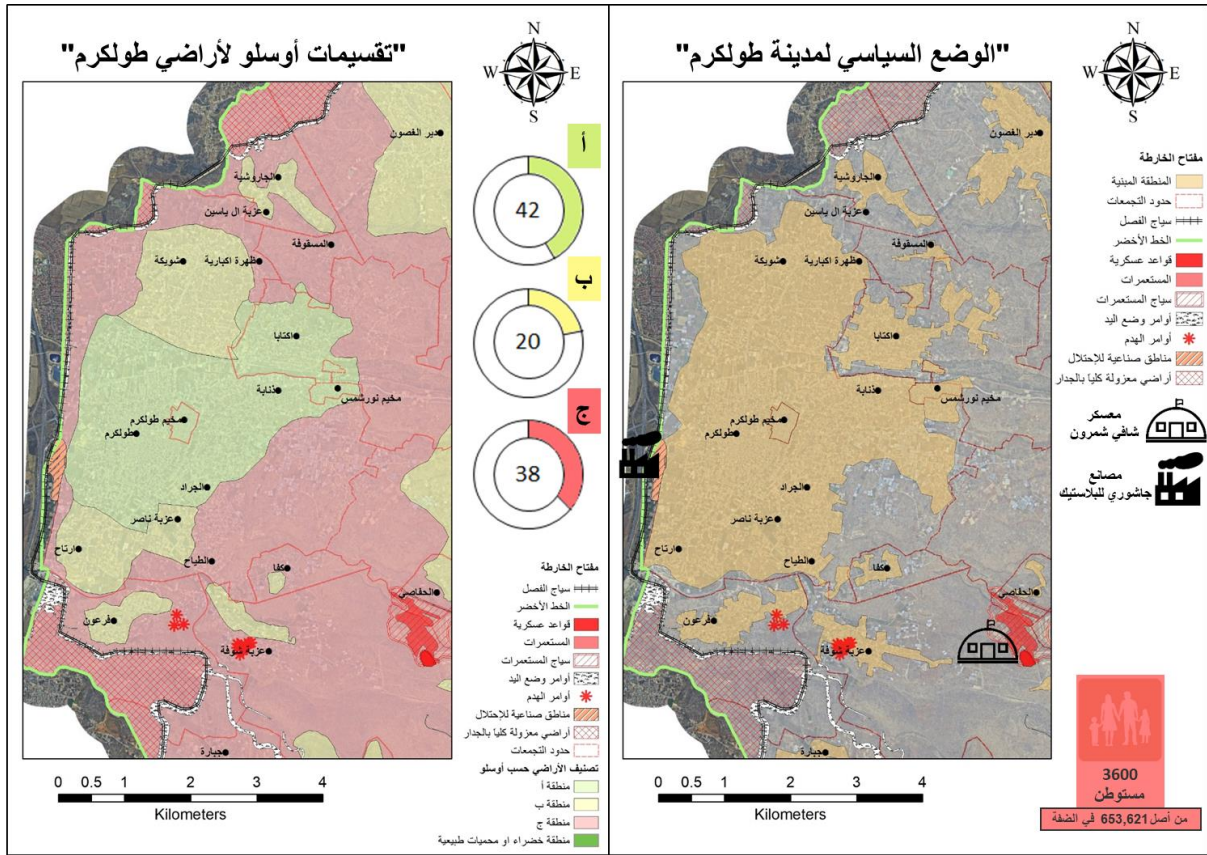 "تقسيمات أوسلو لأراضي طولكرم"
N
W E
S
دير الغصون
الجاروشية
عزبة ال ياسين
المسقوفة
شويكة
ظهرة اكبارية
اكتابا
ذنابة
مخيم نورشمس
مخيم طولكرم
طولكرم
الجراد
عزبة ناصر
ارتاح
الطياح
كفا
الحفاصي
فرعون
عزبة شوفة
جبارة
أ
42
ب
20
ج
38
مفتاح الخارطة
سياج الفصل
الخط الأخضر
قواعد عسكرية
المستعمرات
سياج المستعمرات
أوامر وضع اليد
أوامر الهدم
مناطق صناعية للإحتلال
أراضي معزولة كليا بالجدار
حدود التجمعات
تصنيف الأراضي حسب أوسلو
منطقة أ
منطقة ب
منطقة ج
منطقة خضراء او محميات طبيعية
0 0.5 1 2 3 4
Kilometers
"الوضع السياسي لمدينة طولكرم"
N
W E
S
دير الغصون
الجاروشية
عزبة ال ياسين
المسقوفة
شويكة
ظهرة اكبارية
اكتابا
ذنابة
مخيم نورشمس
مخيم طولكرم
طولكرم
الجراد
عزبة ناصر
ارتاح
الطياح
كفا
الحفاصي
فرعون
عزبة شوفة
جبارة
مفتاح الخارطة
المنطقة المبنية
حدود التجمعات
سياج الفصل
الخط الأخضر
قواعد عسكرية
المستعمرات
سياج المستعمرات
أوامر وضع اليد
أوامر الهدم
مناطق صناعية للإحتلال
أراضي معزولة كليا بالجدار
معسكر
شافي شمرون
مصانع
جاشوري للبلاستيك
3600
مستوطن
من أصل 653,621 في الضفة
0 0.5 1 2 3 4
Kilometers